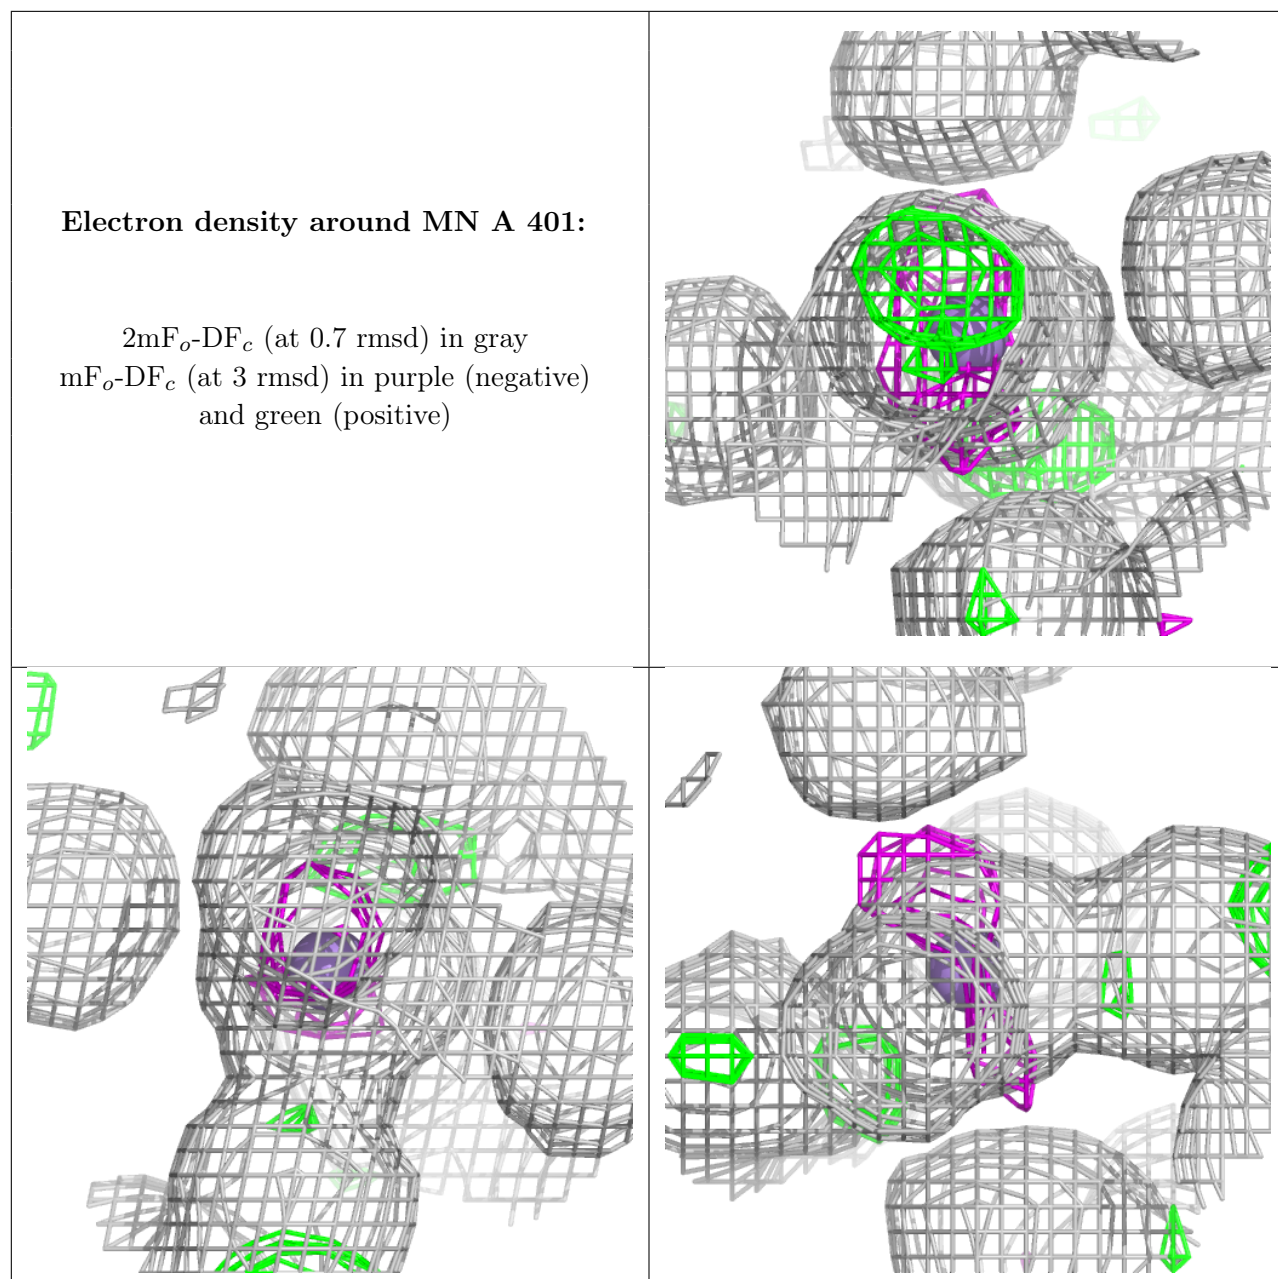 Electron density around MN A 401:
2mFo-DFc (at 0.7 rmsd) in gray
mFo-DFc (at 3 rmsd) in purple (negative)
and green (positive)